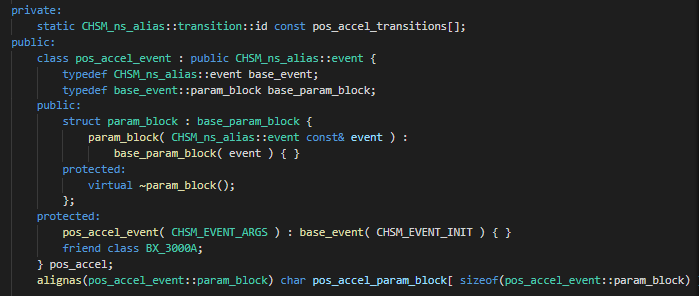 private:
static CHSM_ns_alias::transition::id const pos_accel_transitions[];
public:
class pos_accel_event : public CHSM_ns_alias::event {
typedef CHSM_ns_alias::event base_event;
typedef base_event::param_block base_param_block;
public:
struct param_block : base_param_block {
param_block( CHSM_ns_alias::event const& event ) :
base_param_block( event ) { }
protected:
virtual ~param_block();
};
protected:
pos_accel_event( CHSM_EVENT_ARGS ) : base_event( CHSM_EVENT_INIT ) { }
friend class BX_3000A;
} pos_accel;
alignas(pos_accel_event::param_block) char pos_accel_param_block[ sizeof(pos_accel_event::param_block)